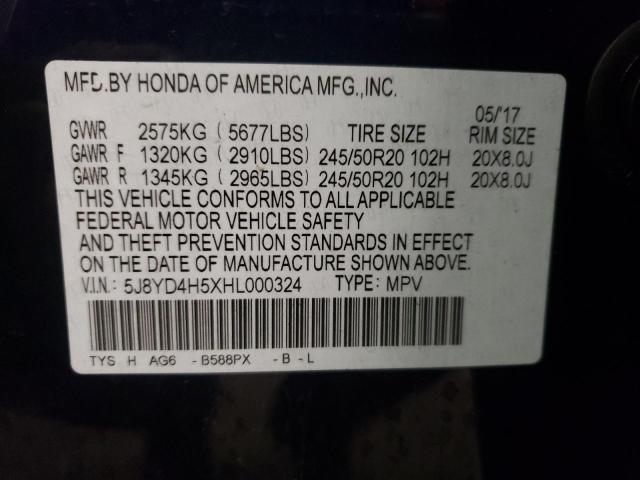 MFD.BY HONDA OF AMERICA MFG.,INC.
05/'17
GVWR 2575KG ( 5677LBS) TIRE SIZE RIM SIZE
GAWR F 1320KG ( 2910LBS) 245/50R20 102H 20X8.0J
GAWR R 1345KG ( 2965LBS) 245/50R20 102H 20X8.0J
THIS VEHICLE CONFORMS TO ALL APPLICABLE
FEDERAL MOTOR VEHICLE SAFETY
AND THEFT PREVENTION STANDARDS IN EFFECT
ON THE DATE OF MANUFACTURE SHOWN ABOVE.
V.I.N.: 5J8YD4H5XHL000324 TYPE: MPV
TYS H AG6 -B588PX -B-L